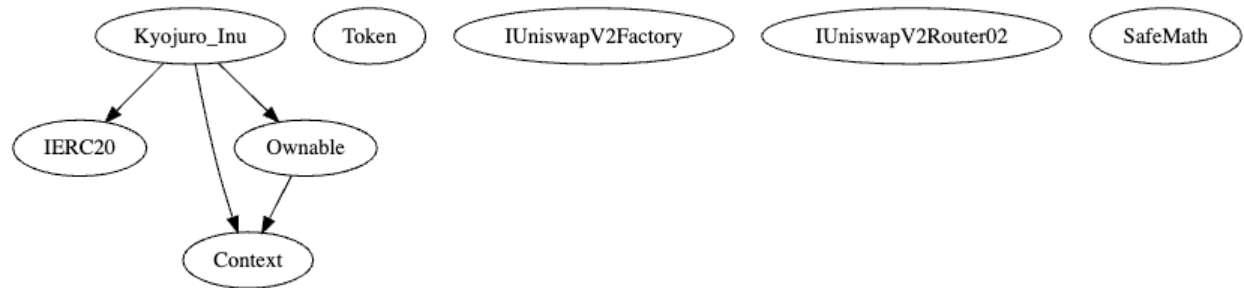 Kyojuro_Inu
Token
IUniswapV2Factory
IUniswapV2Router02
SafeMath
IERC20
Ownable
Context